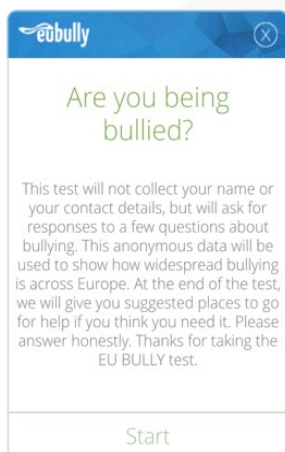 eubully
X
Are you being
bullied?
This test will not collect your name or
your contact details, but will ask for
responses to a few questions about
bullying. This anonymous data will be
used to show how widespread bullying
is across Europe. At the end of the test,
we will give you suggested places to go
for help if you think you need it. Please
answer honestly. Thanks for taking the
EU BULLY test.
Start